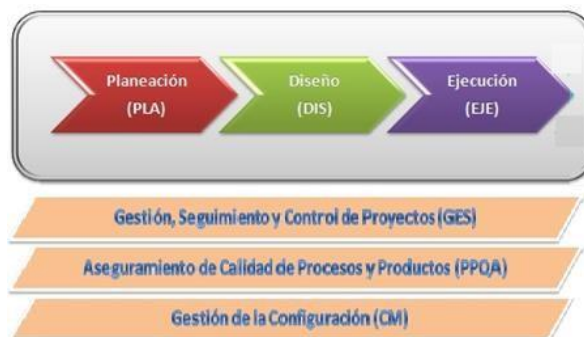 Planeación
(PLA)
Diseño
(DIS)
Ejecución
(EJE)
Gestión, Seguimiento y Control de Proyectos (GES)
Aseguramiento de Calidad de Procesos y Productos (PPQA)
Gestión de la Configuración (CM)